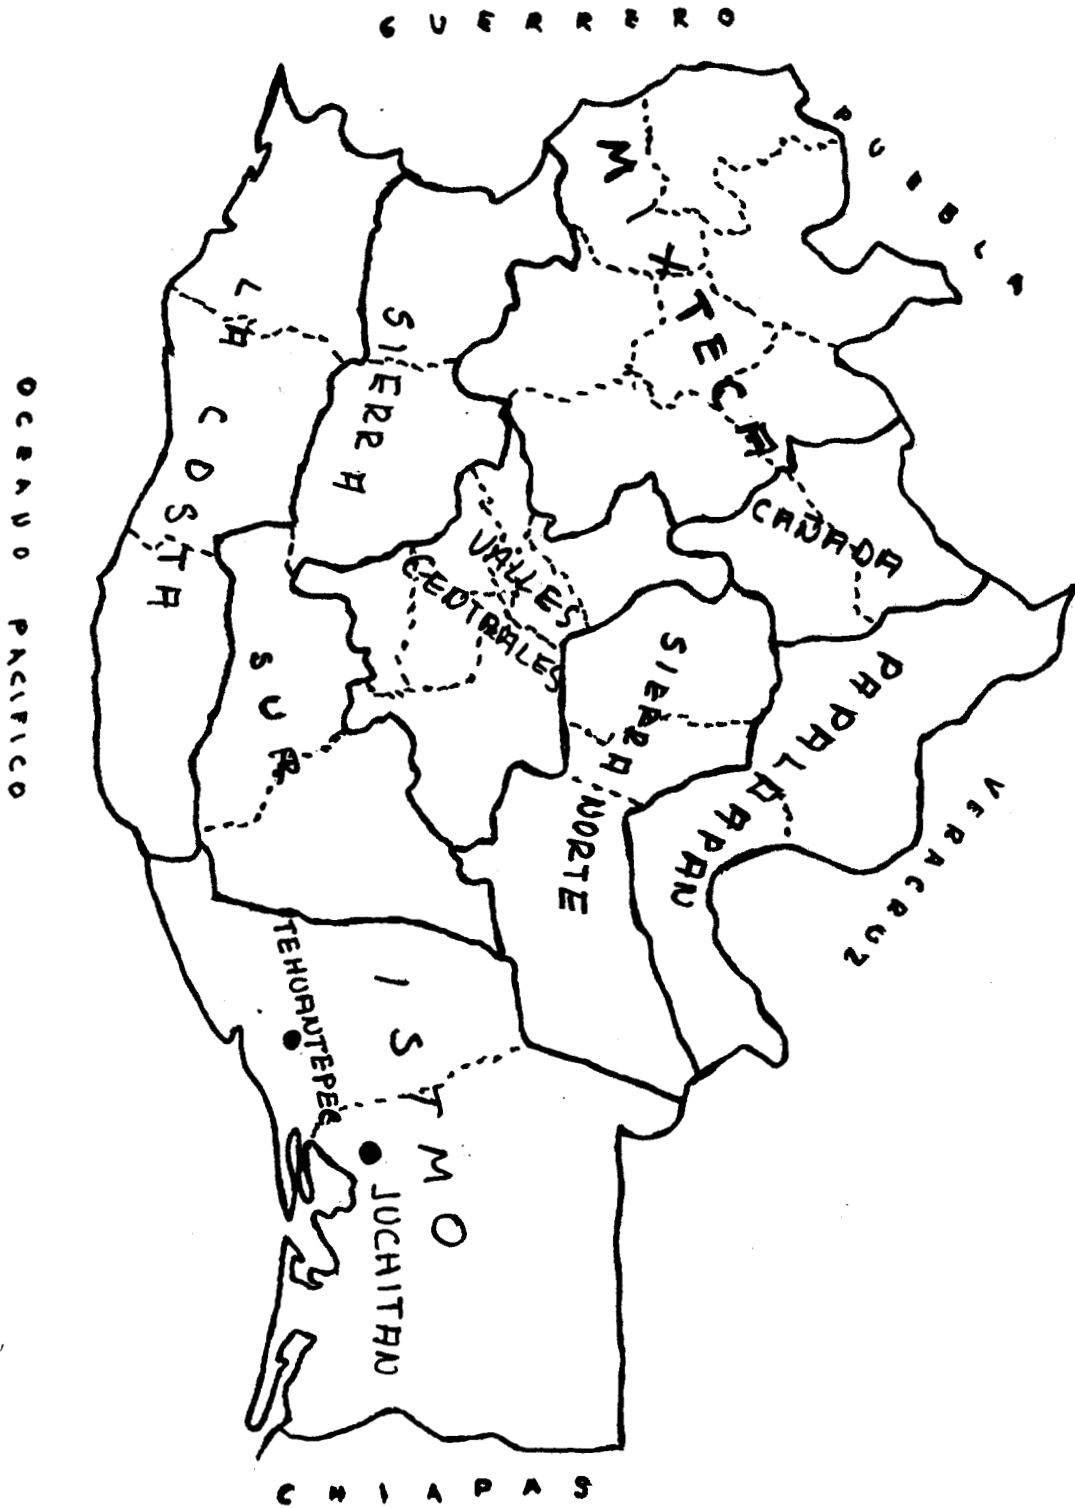 GUERRERO
PUEBLA
MIXTECA
CAÑADA
LA COSTA
SIERRA
SUR
VALLES
CENTRALES
SIERRA
NORTE
PAPALOAPAN
VERACRUZ
OCEANO PACIFICO
ISTMO
TEHUANTEPEC
JUCHITAN
CHIAPAS